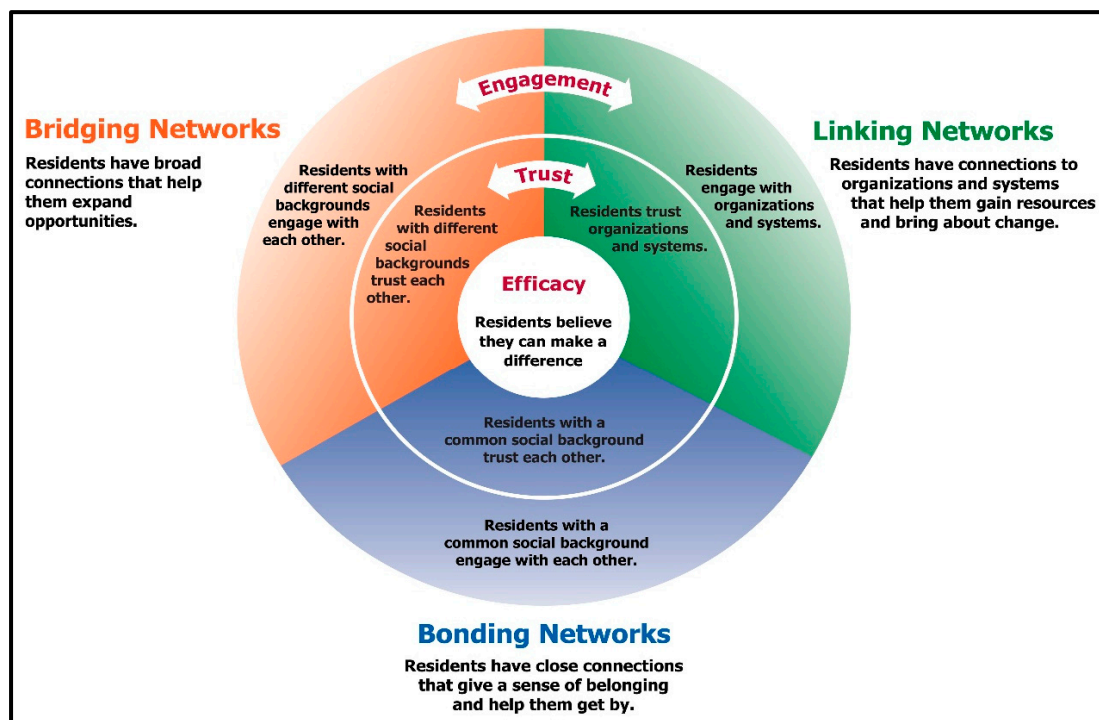 Engagement
Trust
Bridging Networks
Residents have broad
connections that help
them expand
opportunities.
Residents with
different social
backgrounds
engage with
each other.
Residents
with different
social
backgrounds
trust each
other.
Linking Networks
Residents have connections to
organizations and systems
that help them gain resources
and bring about change.
Residents
engage with
organizations
and systems.
Residents trust
organizations
and systems.
Efficacy
Residents believe
they can make a
difference
Residents with a
common social background
trust each other.
Residents with a
common social background
engage with each other.
Bonding Networks
Residents have close connections
that give a sense of belonging
and help them get by.